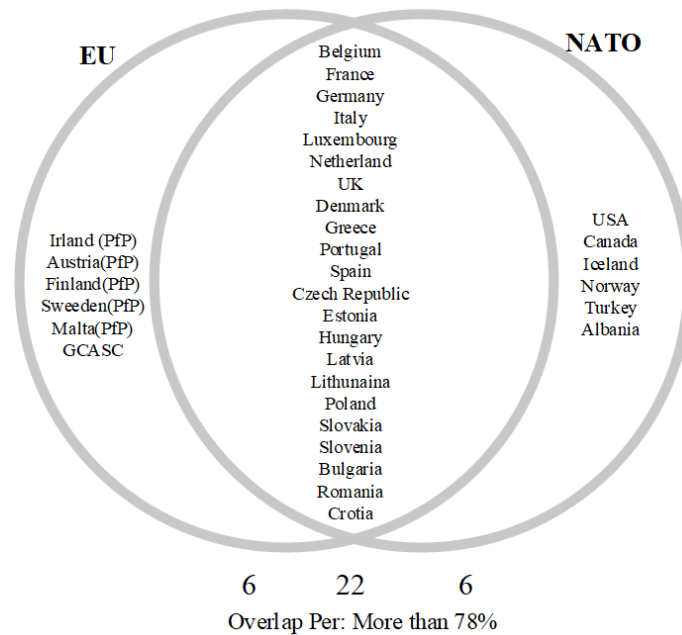 EU
NATO
Belgium
France
Germany
Italy
Luxembourg
Netherland
UK
Denmark
Greece
Portugal
Spain
Czech Republic
Estonia
Hungary
Latvia
Lithunaina
Poland
Slovakia
Slovenia
Bulgaria
Romania
Crotia
Irland (PfP)
Austria(PfP)
Finland(PfP)
Sweeden(PfP)
Malta(PfP)
GCASC
USA
Canada
Iceland
Norway
Turkey
Albania
6 22 6
Overlap Per: More than 78%